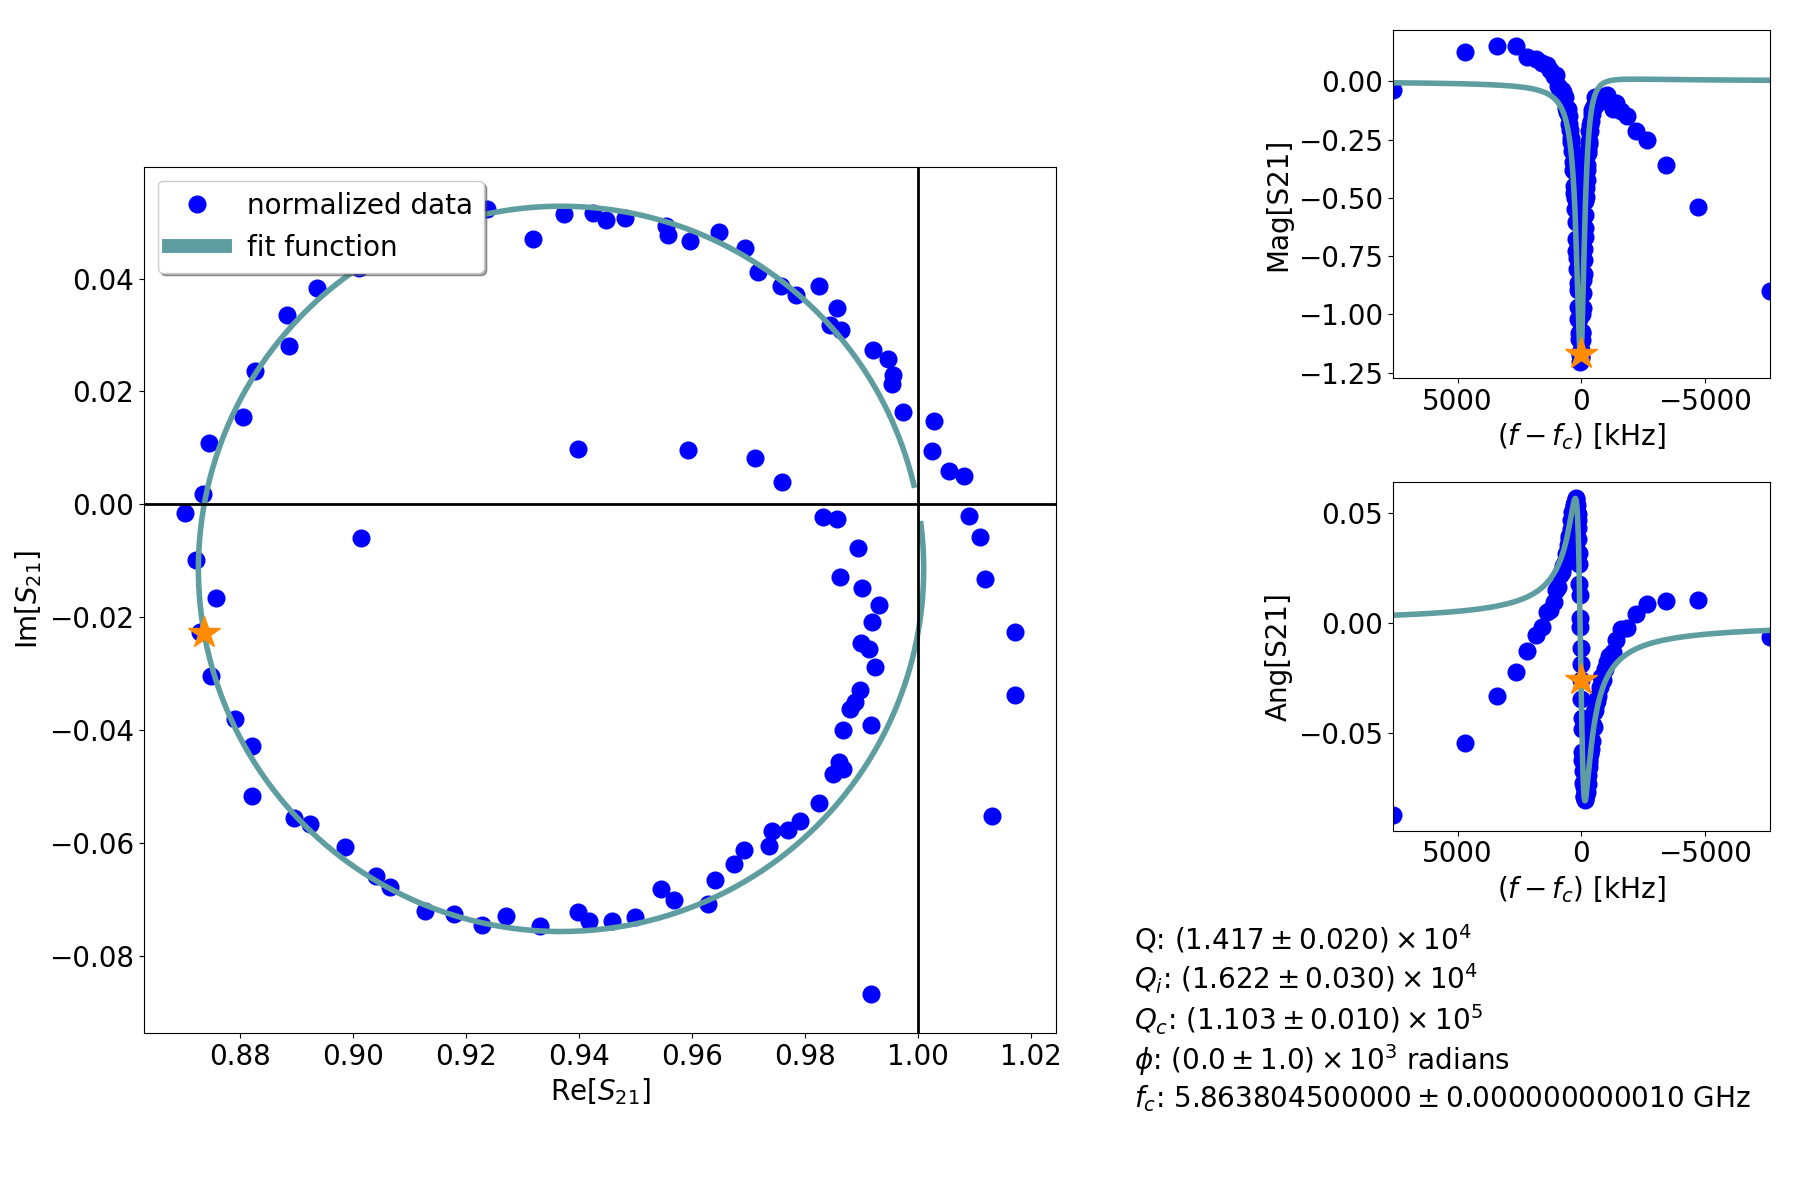 normalized data
fit function
0.04
0.02
0.00
−0.02
−0.04
−0.06
−0.08
Im[S21]
0.88 0.90 0.92 0.94 0.96 0.98 1.00 1.02
Re[S21]
0.00
−0.25
−0.50
−0.75
−1.00
−1.25
Mag[S21]
5000 0 −5000
(f − fc) [kHz]
0.05
0.00
−0.05
Ang[S21]
5000 0 −5000
(f − fc) [kHz]
Q: (1.417 ± 0.020) × 10^4
Qi: (1.622 ± 0.030) × 10^4
Qc: (1.103 ± 0.010) × 10^5
ϕ: (0.0 ± 1.0) × 10^3 radians
fc: 5.863804500000 ± 0.000000000010 GHz